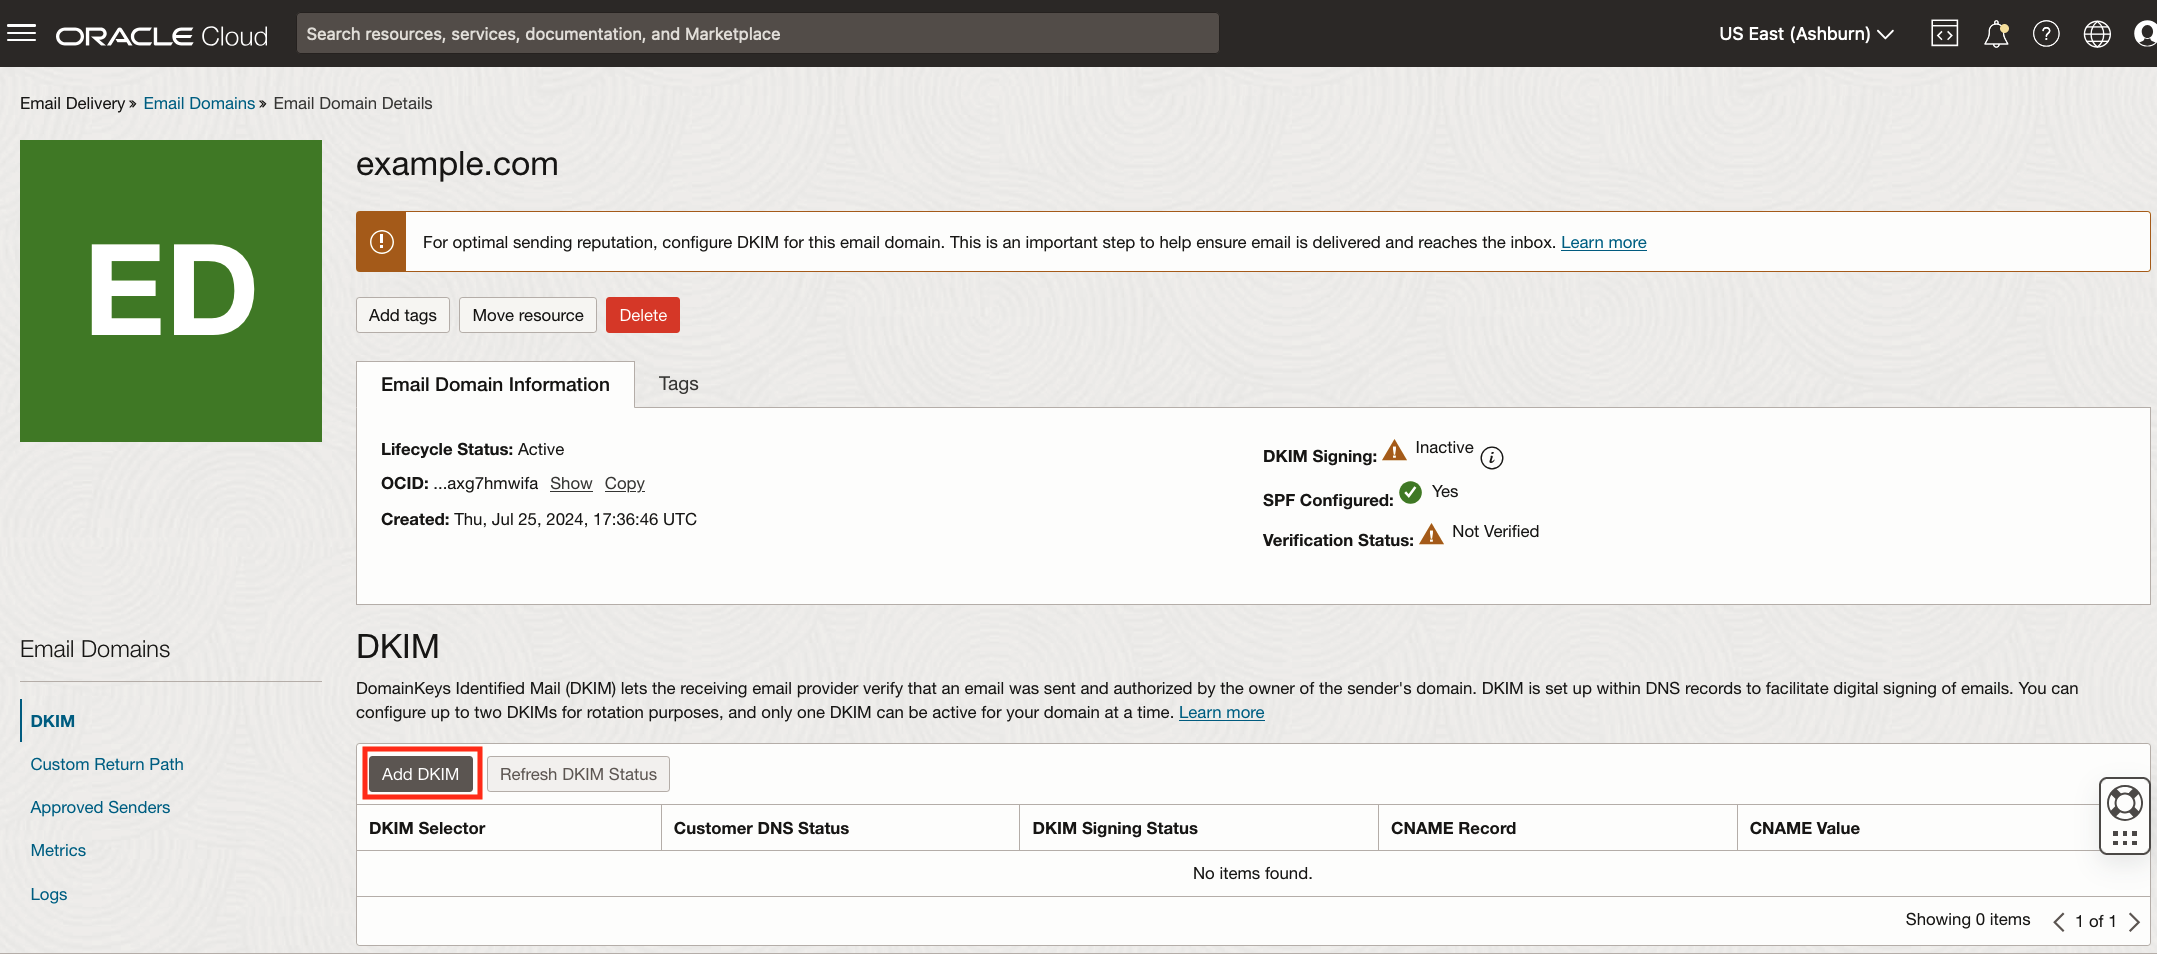 ORACLE Cloud
Search resources, services, documentation, and Marketplace
US East (Ashburn)
Email Delivery » Email Domains » Email Domain Details
ED
example.com
For optimal sending reputation, configure DKIM for this email domain. This is an important step to help ensure email is delivered and reaches the inbox. Learn more
Add tags Move resource Delete
Email Domain Information Tags
Lifecycle Status: Active
OCID: ...axg7hmwifa Show Copy
Created: Thu, Jul 25, 2024, 17:36:46 UTC
DKIM Signing: Inactive
SPF Configured: Yes
Verification Status: Not Verified
Email Domains
DKIM
Custom Return Path
Approved Senders
Metrics
Logs
DKIM
DomainKeys Identified Mail (DKIM) lets the receiving email provider verify that an email was sent and authorized by the owner of the sender's domain. DKIM is set up within DNS records to facilitate digital signing of emails. You can
configure up to two DKIMs for rotation purposes, and only one DKIM can be active for your domain at a time. Learn more
Add DKIM Refresh DKIM Status
DKIM Selector Customer DNS Status DKIM Signing Status CNAME Record CNAME Value
No items found.
Showing 0 items 1 of 1